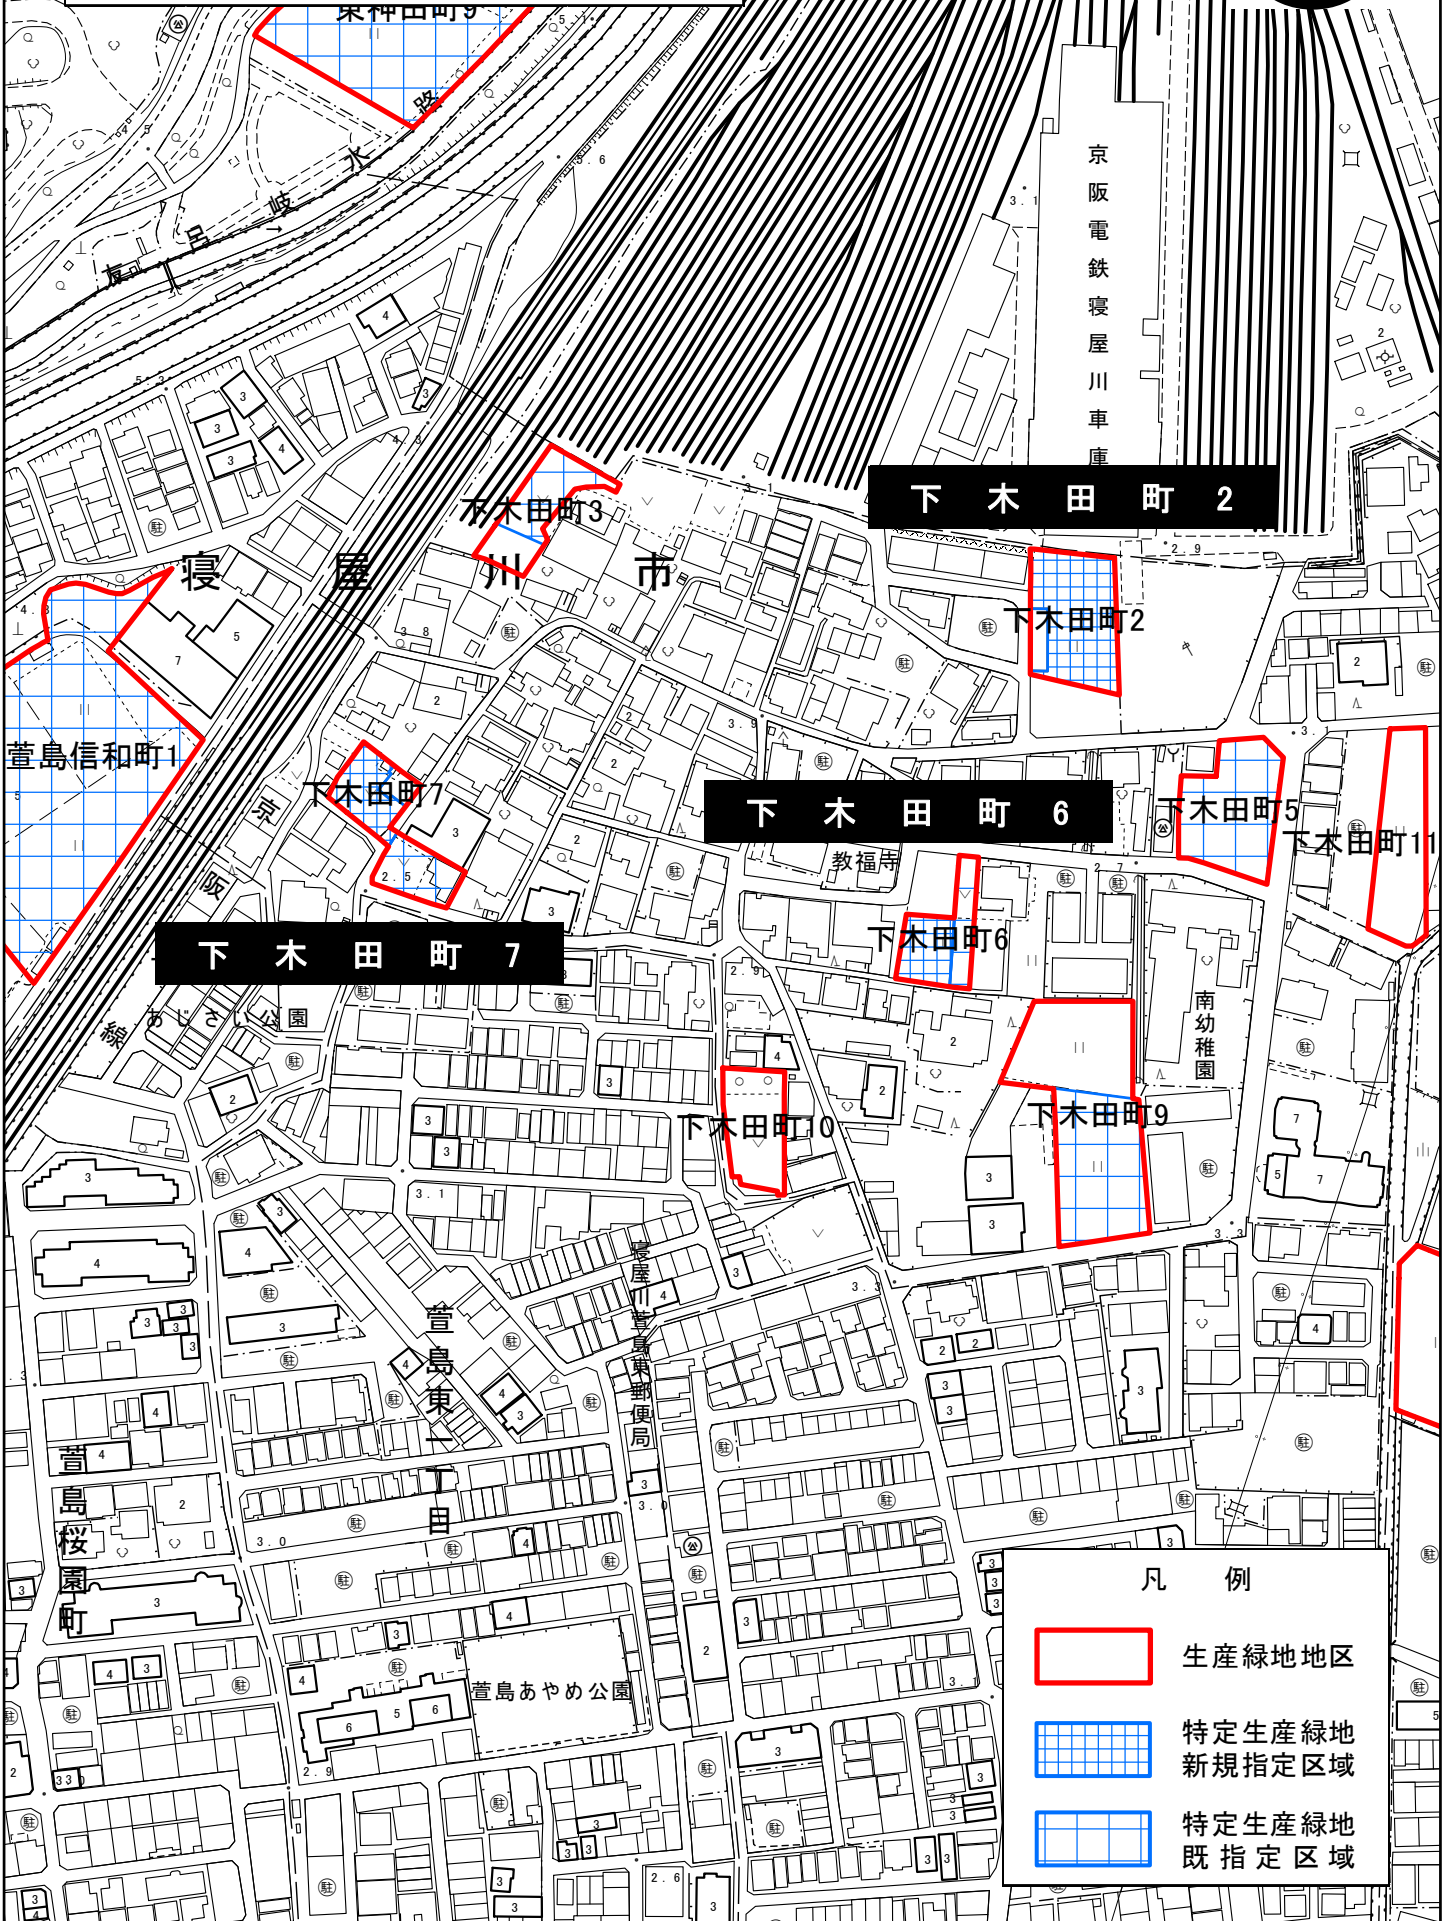 東神田町9
友呂岐水路
京阪電鉄寝屋川車庫
下木田町3
下木田町2
寝屋川市
下木田町2
萱島信和町1
下木田町7
下木田町6
下木田町5
下木田町11
教福寺
下木田町6
下木田町7
京阪線
あじさい公園
南幼稚園
下木田町10
下木田町9
寝屋川萱島東郵便局
萱島東一丁目
萱島桜園町
萱島あやめ公園
凡例
生産緑地地区
特定生産緑地
新規指定区域
特定生産緑地
既指定区域